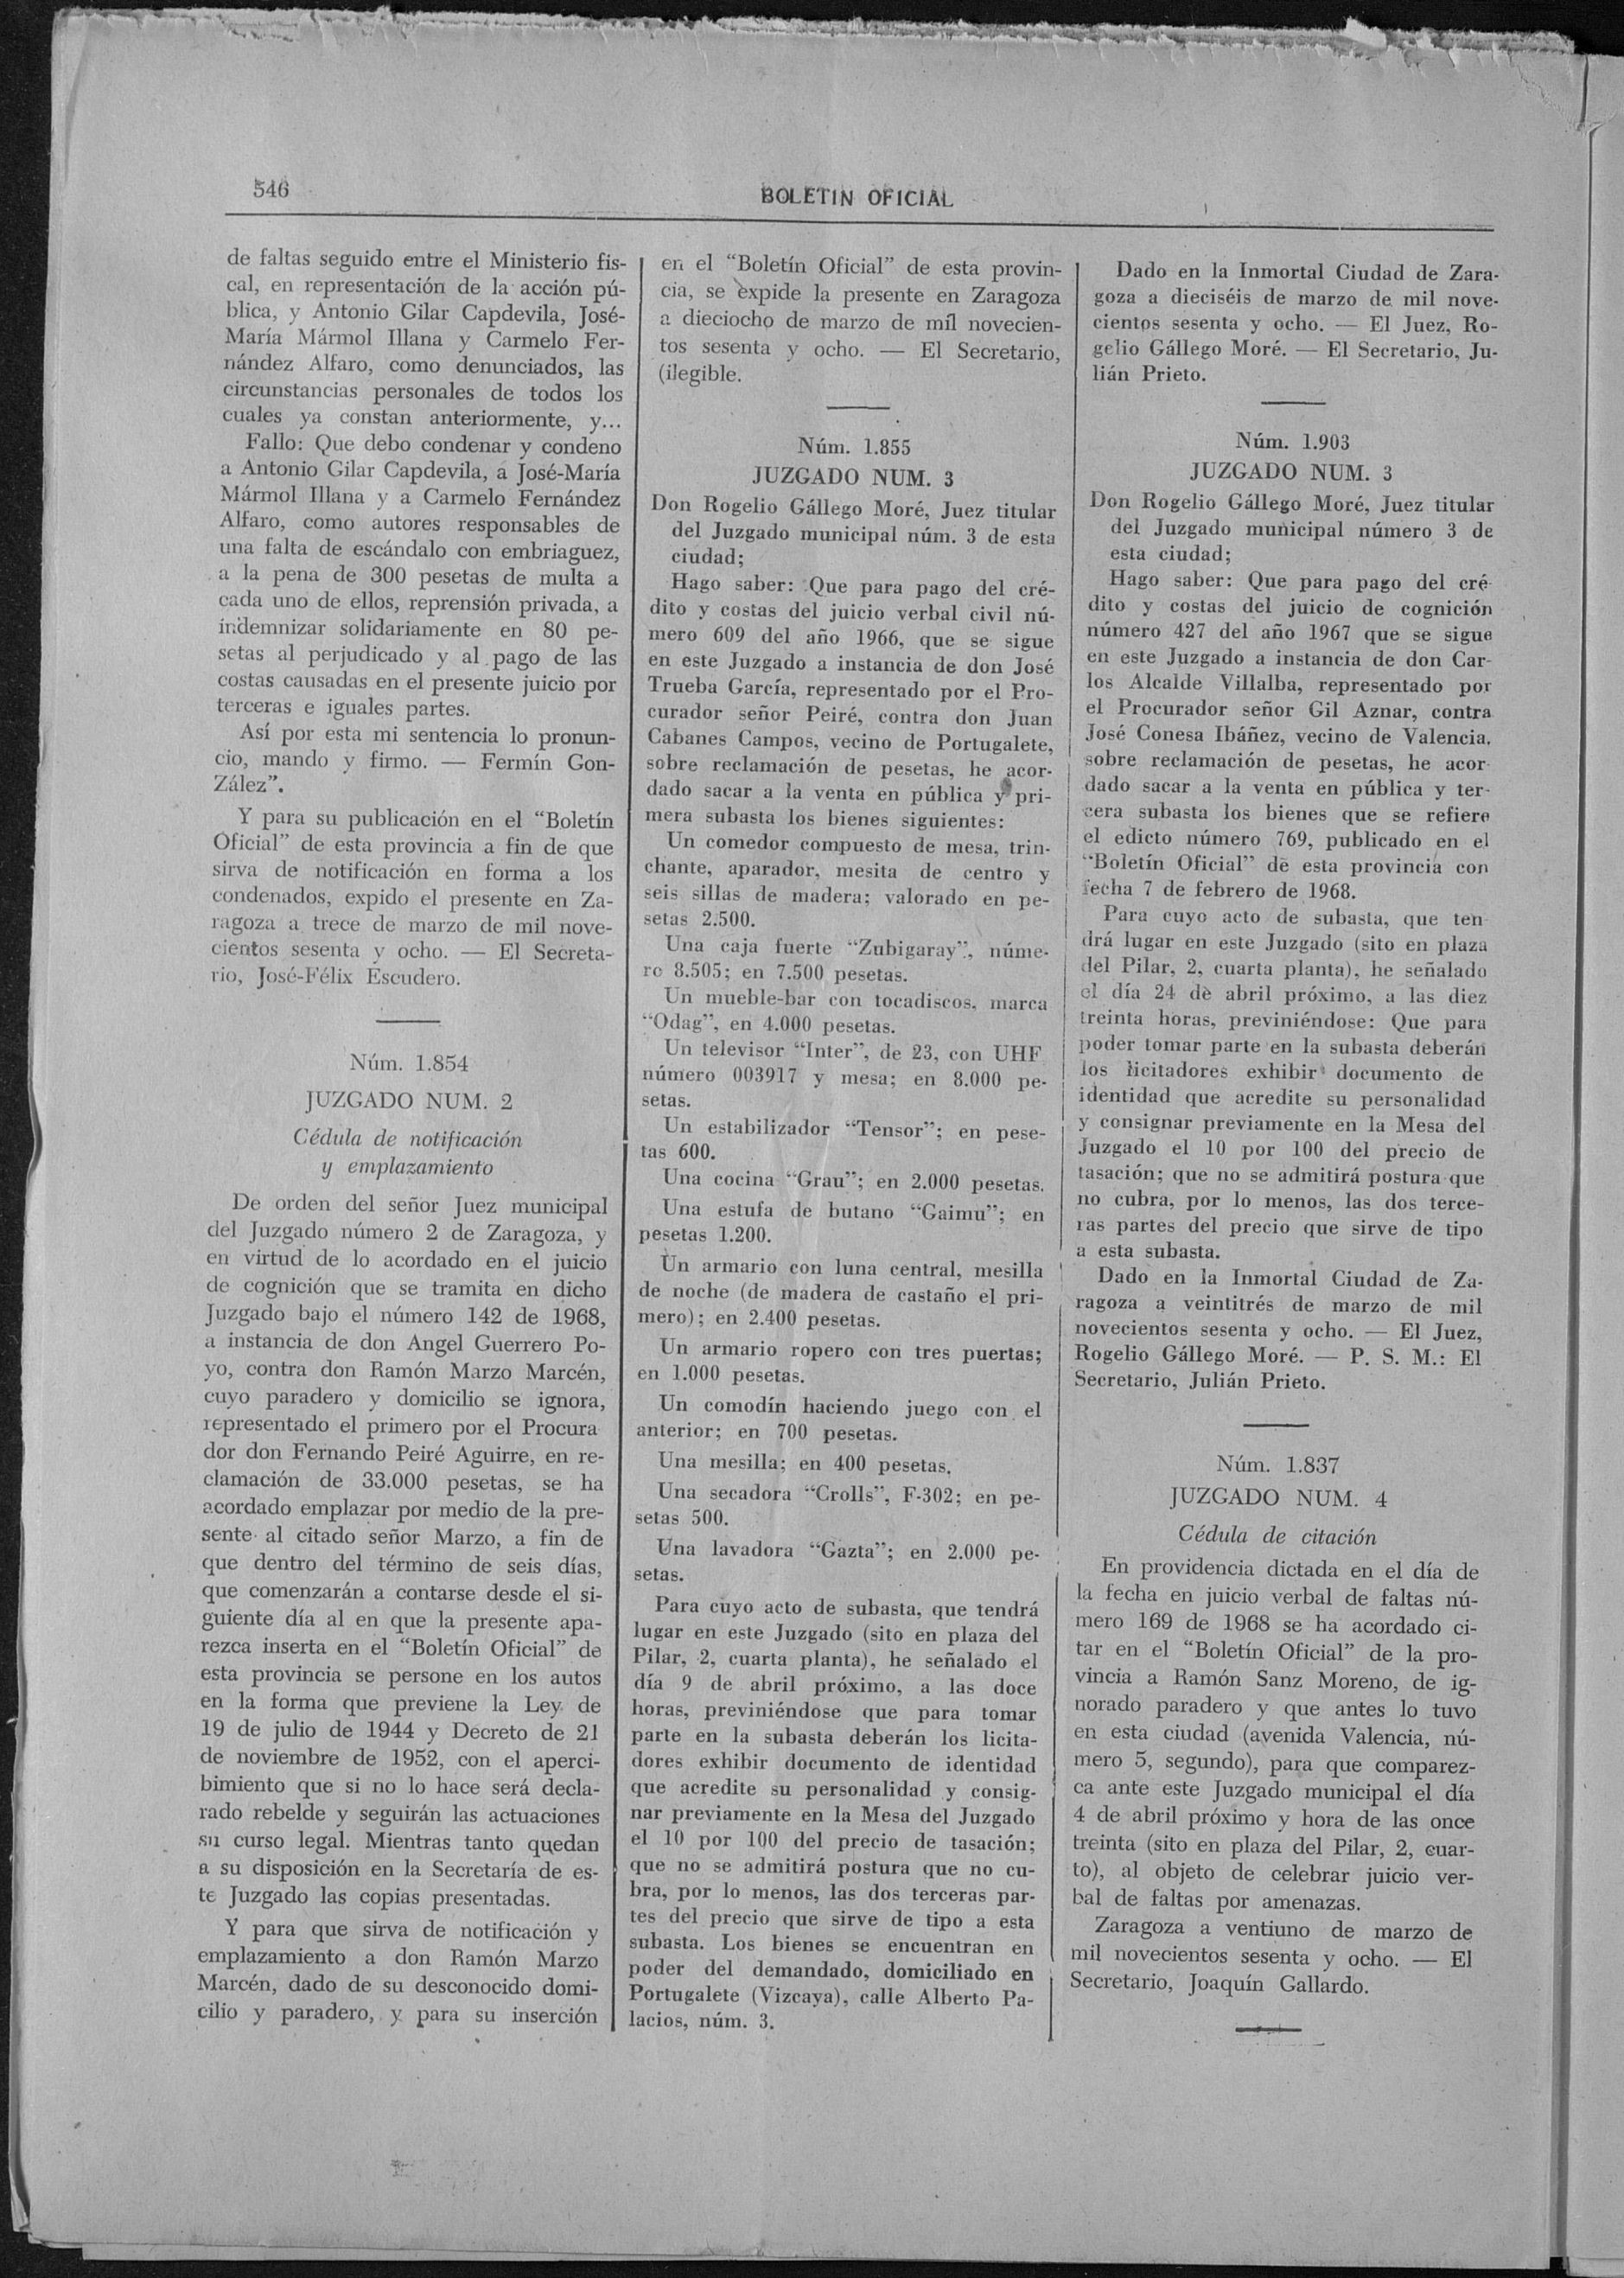 546
BOLETIN OFICIAL
de faltas seguido entre el Ministerio fis-
cal, en representación de la acción pú-
blica, y Antonio Gilar Capdevila, José-
María Mármol Illana y Carmelo Fer-
nández Alfaro, como denunciados, las
circunstancias personales de todos los
cuales ya constan anteriormente, y...
Fallo: Que debo condenar y condeno
a Antonio Gilar Capdevila, a José-María
Mármol Illana y a Carmelo Fernández
Alfaro, como autores responsables de
una falta de escándalo con embriaguez,
a la pena de 300 pesetas de multa a
cada uno de ellos, reprensión privada, a
indemnizar solidariamente en 80 pe-
setas al perjudicado y al pago de las
costas causadas en el presente juicio por
terceras e iguales partes.
Así por esta mi sentencia lo pronun-
cio, mando y firmo. — Fermín Gon-
Zález”.
Y para su publicación en el “Boletín
Oficial” de esta provincia a fin de que
sirva de notificación en forma a los
condenados, expido el presente en Za-
ragoza a trece de marzo de mil nove-
cientos sesenta y ocho. — El Secreta-
rio, José-Félix Escudero.
Núm. 1.854
JUZGADO NUM. 2
Cédula de notificación
y emplazamiento
De orden del señor Juez municipal
del Juzgado número 2 de Zaragoza, y
en virtud de lo acordado en el juicio
de cognición que se tramita en dicho
Juzgado bajo el número 142 de 1968,
a instancia de don Angel Guerrero Po-
yo, contra don Ramón Marzo Marcén,
cuyo paradero y domicilio se ignora,
representado el primero por el Procura
dor don Fernando Peiré Aguirre, en re-
clamación de 33.000 pesetas, se ha
acordado emplazar por medio de la pre-
sente al citado señor Marzo, a fin de
que dentro del término de seis días,
que comenzarán a contarse desde el si-
guiente día al en que la presente apa-
rezca inserta en el “Boletín Oficial” de
esta provincia se persone en los autos
en la forma que previene la Ley de
19 de julio de 1944 y Decreto de 21
de noviembre de 1952, con el aperci-
bimiento que si no lo hace será decla-
rado rebelde y seguirán las actuaciones
su curso legal. Mientras tanto quedan
a su disposición en la Secretaría de es-
te Juzgado las copias presentadas.
Y para que sirva de notificación y
emplazamiento a don Ramón Marzo
Marcén, dado de su desconocido domi-
cilio y paradero, y para su inserción
en el “Boletín Oficial” de esta provin-
cia, se expide la presente en Zaragoza
a dieciocho de marzo de mil novecien-
tos sesenta y ocho. — El Secretario,
(ilegible.
Núm. 1.855
JUZGADO NUM. 3
Don Rogelio Gállego Moré, Juez titular
del Juzgado municipal núm. 3 de esta
ciudad;
Hago saber: Que para pago del cré-
dito y costas del juicio verbal civil nú-
mero 609 del año 1966, que se sigue
en este Juzgado a instancia de don José
Trueba García, representado por el Pro-
curador señor Peiré, contra don Juan
Cabanes Campos, vecino de Portugalete,
sobre reclamación de pesetas, he acor-
dado sacar a la venta en pública y pri-
mera subasta los bienes siguientes:
Un comedor compuesto de mesa, trin-
chante, aparador, mesita de centro y
seis sillas de madera; valorado en pe-
setas 2.500.
Una caja fuerte “Zubigaray”, núme-
ro 8.505; en 7.500 pesetas.
Un mueble-bar con tocadiscos, marca
“Odag”, en 4.000 pesetas.
Un televisor “Inter”, de 23, con UHF
número 003917 y mesa; en 8.000 pe-
setas.
Un estabilizador “Tensor”; en pese-
tas 600.
Una cocina “Grau”; en 2.000 pesetas.
Una estufa de butano “Gaimu”; en
pesetas 1.200.
Un armario con luna central, mesilla
de noche (de madera de castaño el pri-
mero); en 2.400 pesetas.
Un armario ropero con tres puertas;
en 1.000 pesetas.
Un comodín haciendo juego con el
anterior; en 700 pesetas.
Una mesilla; en 400 pesetas.
Una secadora “Crolls”, F-302; en pe-
setas 500.
Una lavadora “Gazta”; en 2.000 pe-
setas.
Para cuyo acto de subasta, que tendrá
lugar en este Juzgado (sito en plaza del
Pilar, 2, cuarta planta), he señalado el
día 9 de abril próximo, a las doce
horas, previniéndose que para tomar
parte en la subasta deberán los licita-
dores exhibir documento de identidad
que acredite su personalidad y consig-
nar previamente en la Mesa del Juzgado
el 10 por 100 del precio de tasación;
que no se admitirá postura que no cu-
bra, por lo menos, las dos terceras par-
tes del precio que sirve de tipo a esta
subasta. Los bienes se encuentran en
poder del demandado, domiciliado en
Portugalete (Vizcaya), calle Alberto Pa-
lacios, núm. 3.
Dado en la Inmortal Ciudad de Zara-
goza a dieciséis de marzo de mil nove-
cientos sesenta y ocho. — El Juez, Ro-
gelio Gállego Moré. — El Secretario, Ju-
lián Prieto.
Núm. 1.903
JUZGADO NUM. 3
Don Rogelio Gállego Moré, Juez titular
del Juzgado municipal número 3 de
esta ciudad;
Hago saber: Que para pago del cré-
dito y costas del juicio de cognición
número 427 del año 1967 que se sigue
en este Juzgado a instancia de don Car-
los Alcalde Villalba, representado por
el Procurador señor Gil Aznar, contra
José Conesa Ibáñez, vecino de Valencia,
sobre reclamación de pesetas, he acor-
dado sacar a la venta en pública y ter-
cera subasta los bienes que se refiere
el edicto número 769, publicado en el
“Boletín Oficial” de esta provincia con
fecha 7 de febrero de 1968.
Para cuyo acto de subasta, que ten-
drá lugar en este Juzgado (sito en plaza
del Pilar, 2, cuarta planta), he señalado
el día 24 de abril próximo, a las diez
treinta horas, previniéndose: Que para
poder tomar parte en la subasta deberán
los licitadores exhibir documento de
identidad que acredite su personalidad
y consignar previamente en la Mesa del
Juzgado el 10 por 100 del precio de
tasación; que no se admitirá postura que
no cubra, por lo menos, las dos terce-
ras partes del precio que sirve de tipo
a esta subasta.
Dado en la Inmortal Ciudad de Za-
ragoza a veintitrés de marzo de mil
novecientos sesenta y ocho. — El Juez,
Rogelio Gállego Moré. — P. S. M.: El
Secretario, Julián Prieto.
Núm. 1.837
JUZGADO NUM. 4
Cédula de citación
En providencia dictada en el día de
la fecha en juicio verbal de faltas nú-
mero 169 de 1968 se ha acordado ci-
tar en el “Boletín Oficial” de la pro-
vincia a Ramón Sanz Moreno, de ig-
norado paradero y que antes lo tuvo
en esta ciudad (avenida Valencia, nú-
mero 5, segundo), para que comparez-
ca ante este Juzgado municipal el día
4 de abril próximo y hora de las once
treinta (sito en plaza del Pilar, 2, cuar-
to), al objeto de celebrar juicio ver-
bal de faltas por amenazas.
Zaragoza a ventiuno de marzo de
mil novecientos sesenta y ocho. — El
Secretario, Joaquín Gallardo.